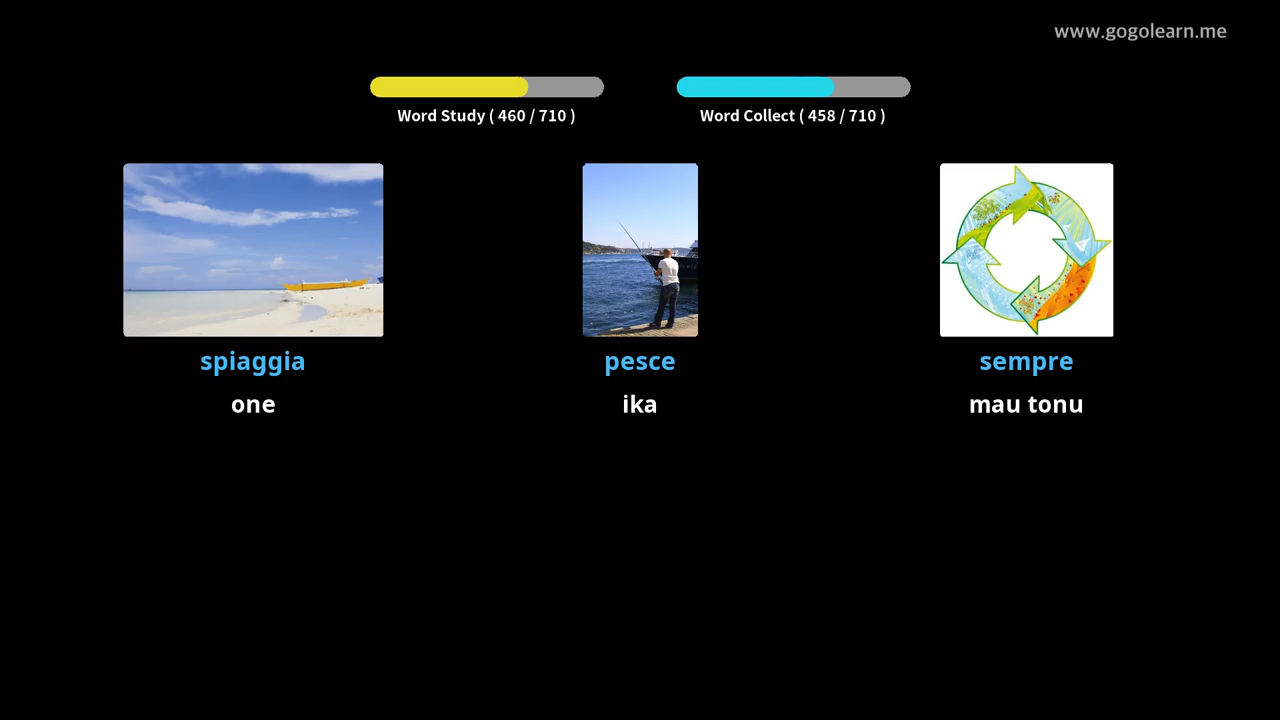 www.gogolearn.me
Word Study ( 460 / 710 )
Word Collect ( 458 / 710 )
spiaggia
pesce
sempre
one
ika
mau tonu